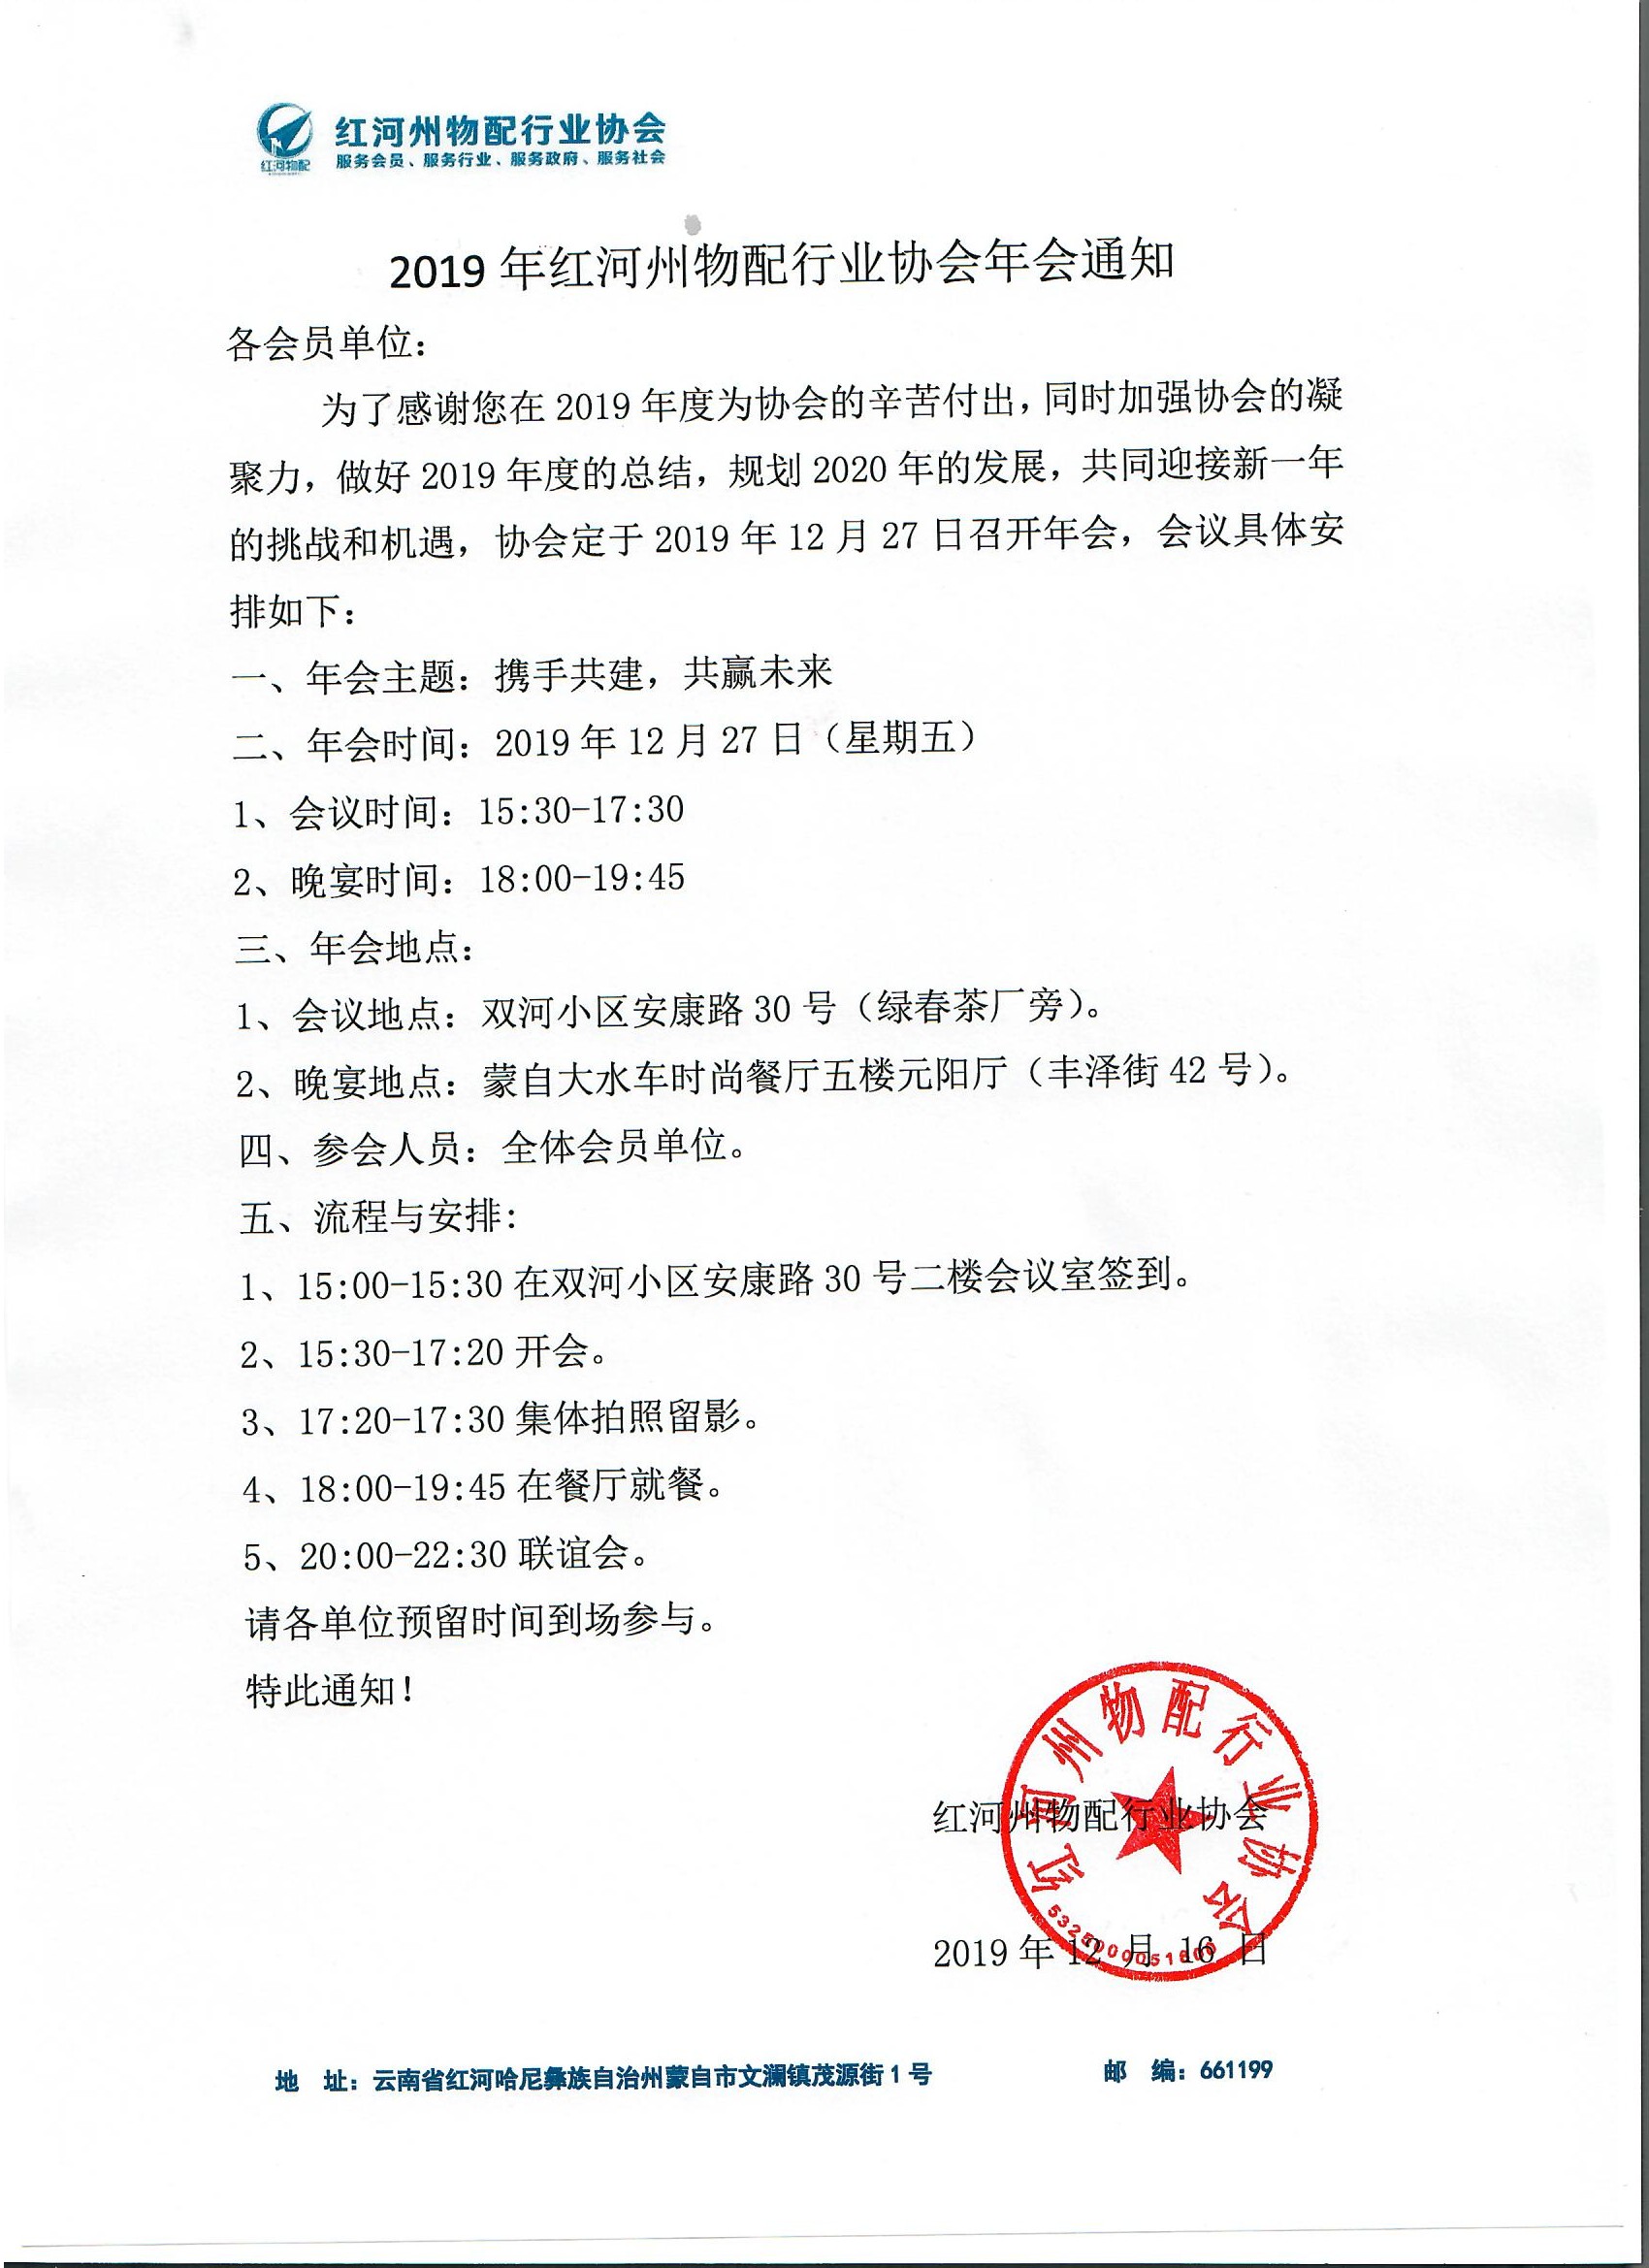 红河州物配行业协会
红河物配
服务会员、服务行业、服务政府、服务社会
2019 年红河州物配行业协会年会通知
各会员单位：
为了感谢您在 2019 年度为协会的辛苦付出，同时加强协会的凝
聚力，做好 2019 年度的总结，规划 2020 年的发展，共同迎接新一年
的挑战和机遇，协会定于 2019 年 12 月 27 日召开年会，会议具体安
排如下：
一、年会主题：携手共建，共赢未来
二、年会时间：2019 年 12 月 27 日（星期五）
1、会议时间：15:30-17:30
2、晚宴时间：18:00-19:45
三、年会地点：
1、会议地点：双河小区安康路 30 号（绿春茶厂旁）。
2、晚宴地点：蒙自大水车时尚餐厅五楼元阳厅（丰泽街 42 号）。
四、参会人员：全体会员单位。
五、流程与安排：
1、15:00-15:30 在双河小区安康路 30 号二楼会议室签到。
2、15:30-17:20 开会。
3、17:20-17:30 集体拍照留影。
4、18:00-19:45 在餐厅就餐。
5、20:00-22:30 联谊会。
请各单位预留时间到场参与。
特此通知！
红河州物配行业协会
红河州物配行业协会
2019 年 12 月 16 日
地 址：云南省红河哈尼彝族自治州蒙自市文澜镇茂源街 1 号 邮 编：661199